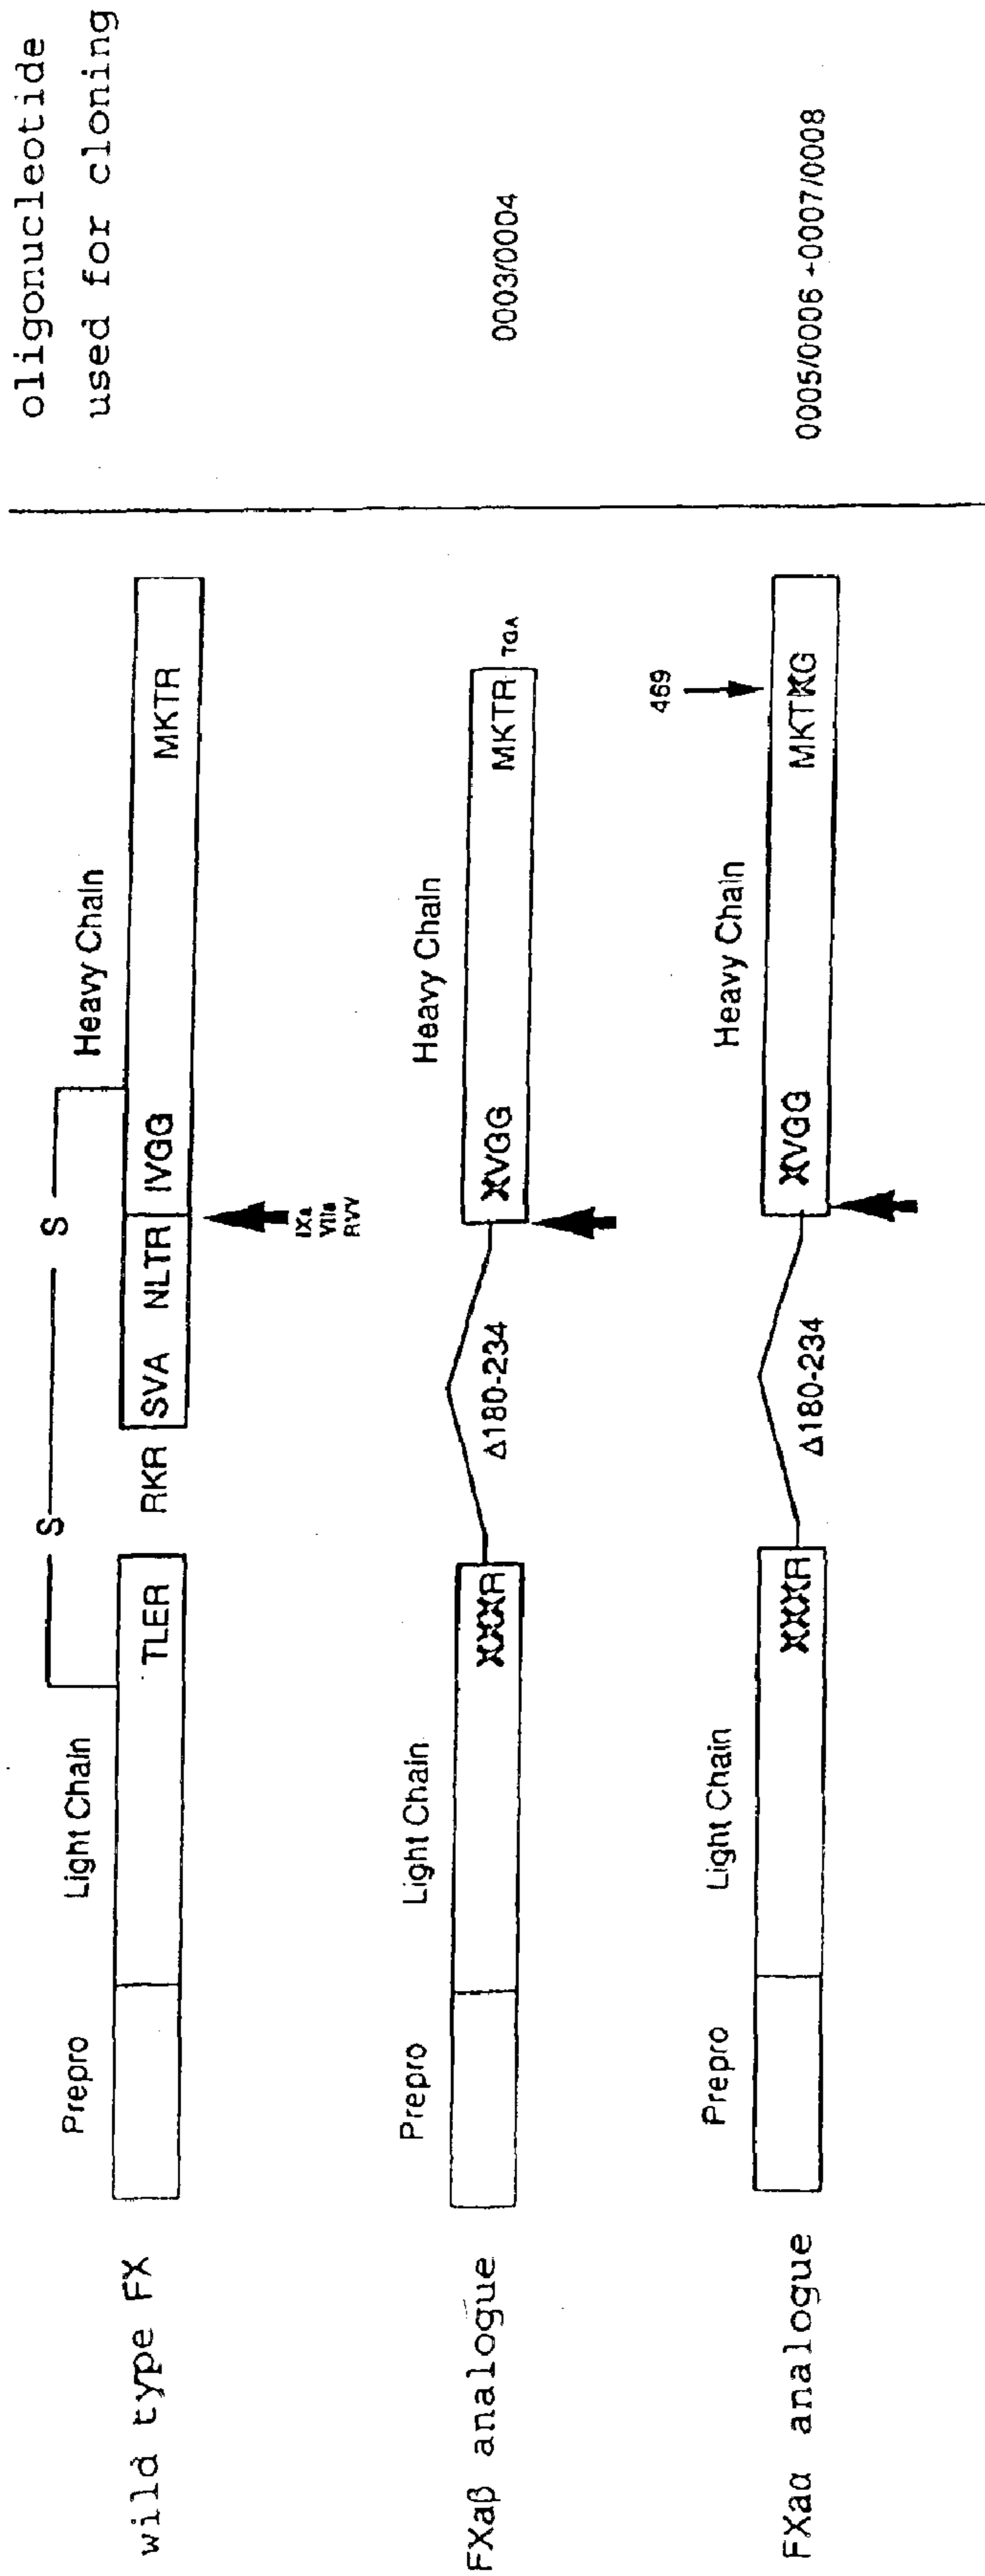 oligonucleotide
used for cloning
S S
Prepro Light Chain Heavy Chain
wild type FX TLER RKR SVA NLTR IVGG MKTR
IXa
VIIa
RVV
Prepro Light Chain Heavy Chain
FXaβ analogue XXXR Δ180-234 XVGG MKTR TGA 0003/0004
469
Prepro Light Chain Heavy Chain
FXaα analogue XXXR Δ180-234 XVGG MKTKG 0005/0006 +0007/0008